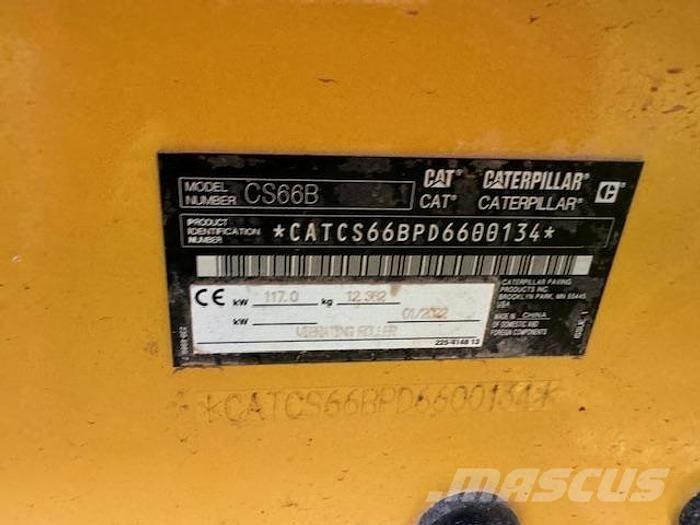 MODEL NUMBER CS66B
CAT CATERPILLAR
CAT® CATERPILLAR®
PRODUCT IDENTIFICATION NUMBER *CATCS66BPD6600134*
CATERPILLAR PAVING
PRODUCTS INC.
BROOKLYN PARK, MN 55445
USA
CE kW 117.0 kg
kW 01/2022
VIBRATING ROLLER
MADE IN CHINA
OF DOMESTIC AND
FOREIGN COMPONENTS
*CATCS66BPD6600134*
MASCUS